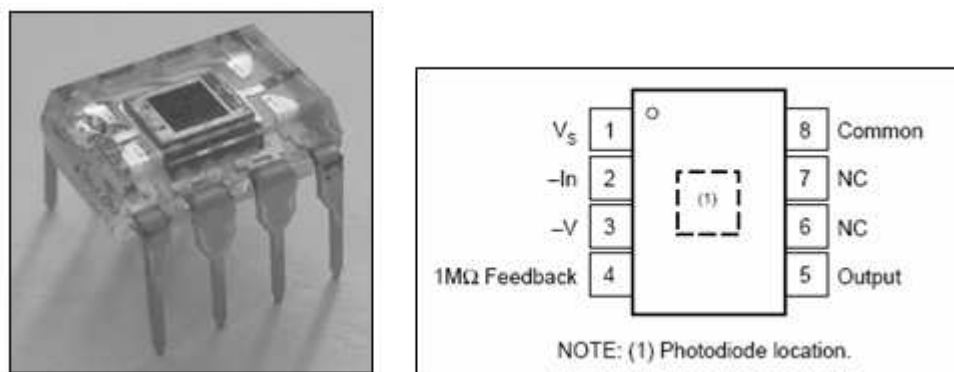 V_S 1 8 Common
–In 2 (1) 7 NC
–V 3 6 NC
1MΩ Feedback 4 5 Output
NOTE: (1) Photodiode location.